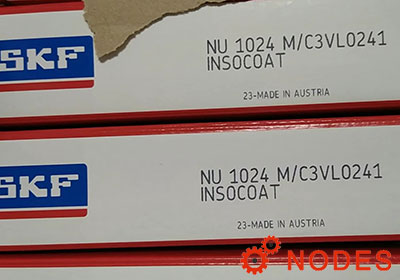 SKF
NU 1024 M/C3VL0241
INSOCOAT
23-MADE IN AUSTRIA
SKF
NU 1024 M/C3VL0241
INSOCOAT
23-MADE IN AUSTRIA
NODES